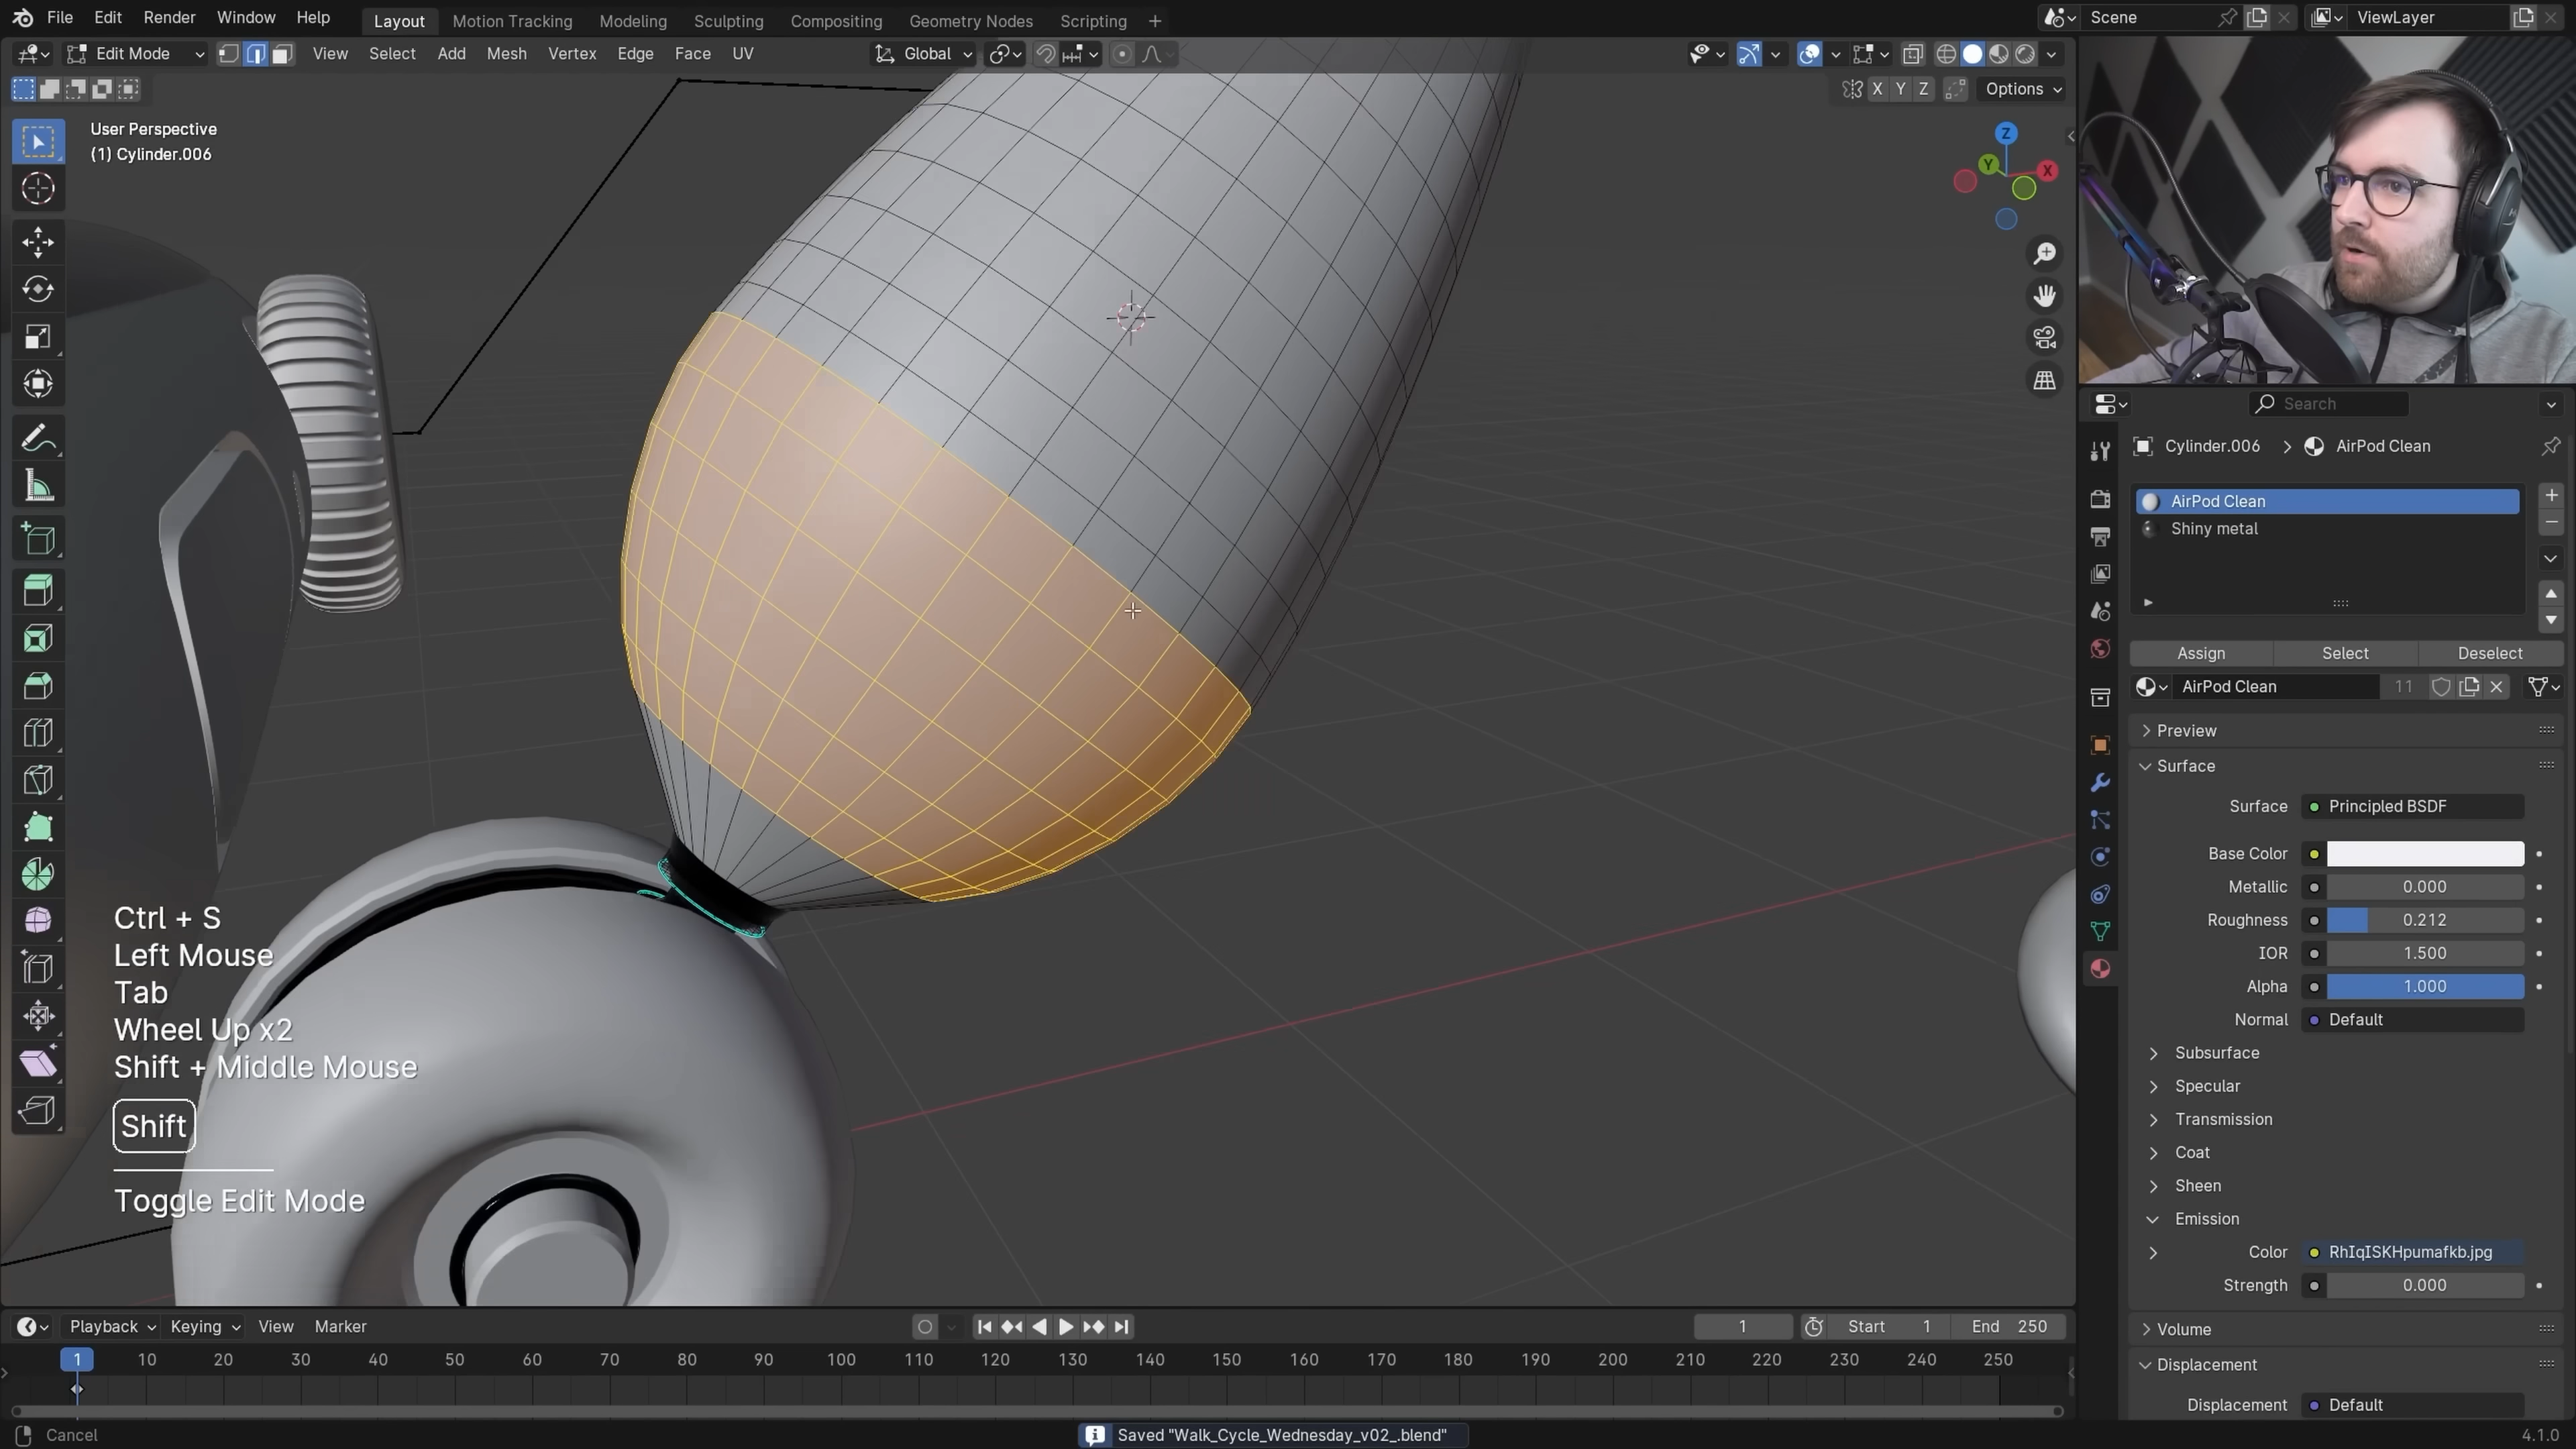 File Edit Render Window Help
Layout Motion Tracking Modeling Sculpting Compositing Geometry Nodes Scripting +
Scene
ViewLayer
Edit Mode
View Select Add Mesh Vertex Edge Face UV
Global
X Y Z Options
User Perspective
(1) Cylinder.006
Z
Y
X
Search
Cylinder.006 > AirPod Clean
AirPod Clean
Shiny metal
Assign Select Deselect
AirPod Clean 11
Preview
Surface
Surface Principled BSDF
Base Color
Metallic 0.000
Roughness 0.212
IOR 1.500
Alpha 1.000
Normal Default
Subsurface
Specular
Transmission
Coat
Sheen
Emission
Color RhIqISKHpumafkb.jpg
Strength 0.000
Volume
Displacement
Displacement Default
Ctrl + S
Left Mouse
Tab
Wheel Up x2
Shift + Middle Mouse
Shift
Toggle Edit Mode
Playback Keying View Marker
1 Start 1 End 250
1 10 20 30 40 50 60 70 80 90 100 110 120 130 140 150 160 170 180 190 200 210 220 230 240 250
Cancel
Saved "Walk_Cycle_Wednesday_v02_.blend"
4.1.0